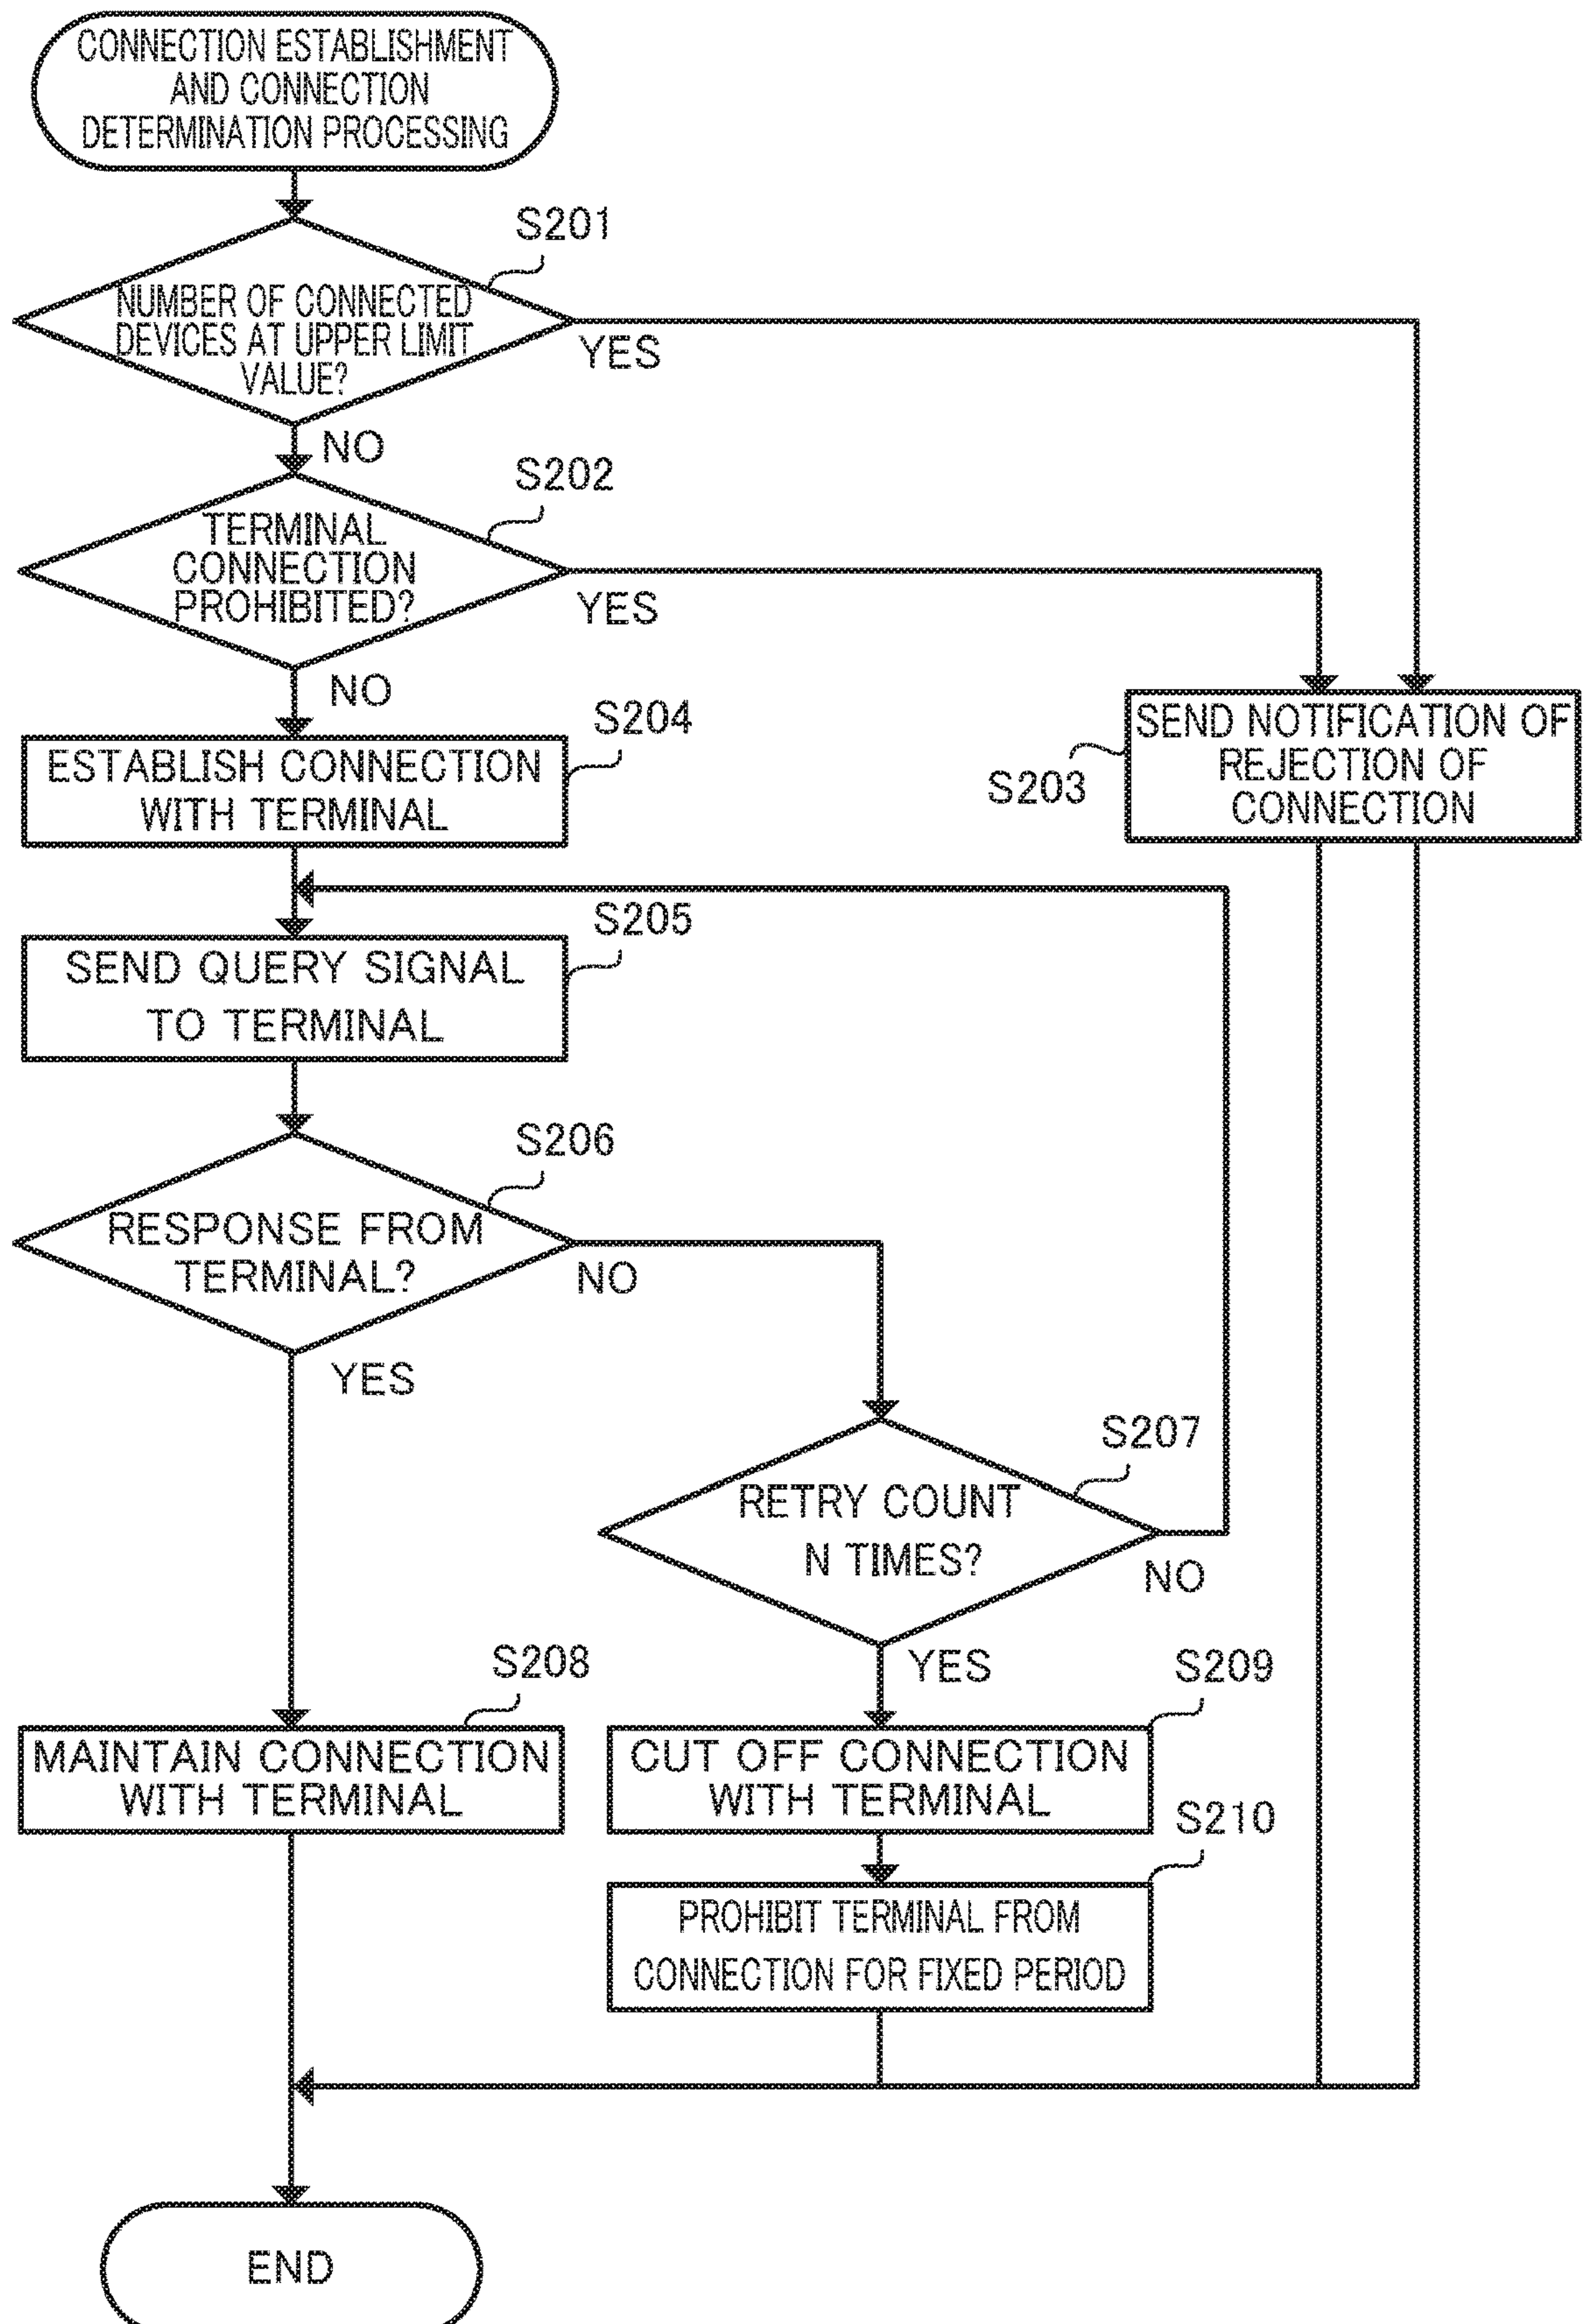 CONNECTION ESTABLISHMENT
AND CONNECTION
DETERMINATION PROCESSING
S201
NUMBER OF CONNECTED
DEVICES AT UPPER LIMIT
VALUE?
YES
NO
S202
TERMINAL
CONNECTION
PROHIBITED?
YES
NO
S204
ESTABLISH CONNECTION
WITH TERMINAL
S203
SEND NOTIFICATION OF
REJECTION OF
CONNECTION
S205
SEND QUERY SIGNAL
TO TERMINAL
S206
RESPONSE FROM
TERMINAL?
NO
YES
S207
RETRY COUNT
N TIMES?
NO
YES
S208
MAINTAIN CONNECTION
WITH TERMINAL
S209
CUT OFF CONNECTION
WITH TERMINAL
S210
PROHIBIT TERMINAL FROM
CONNECTION FOR FIXED PERIOD
END